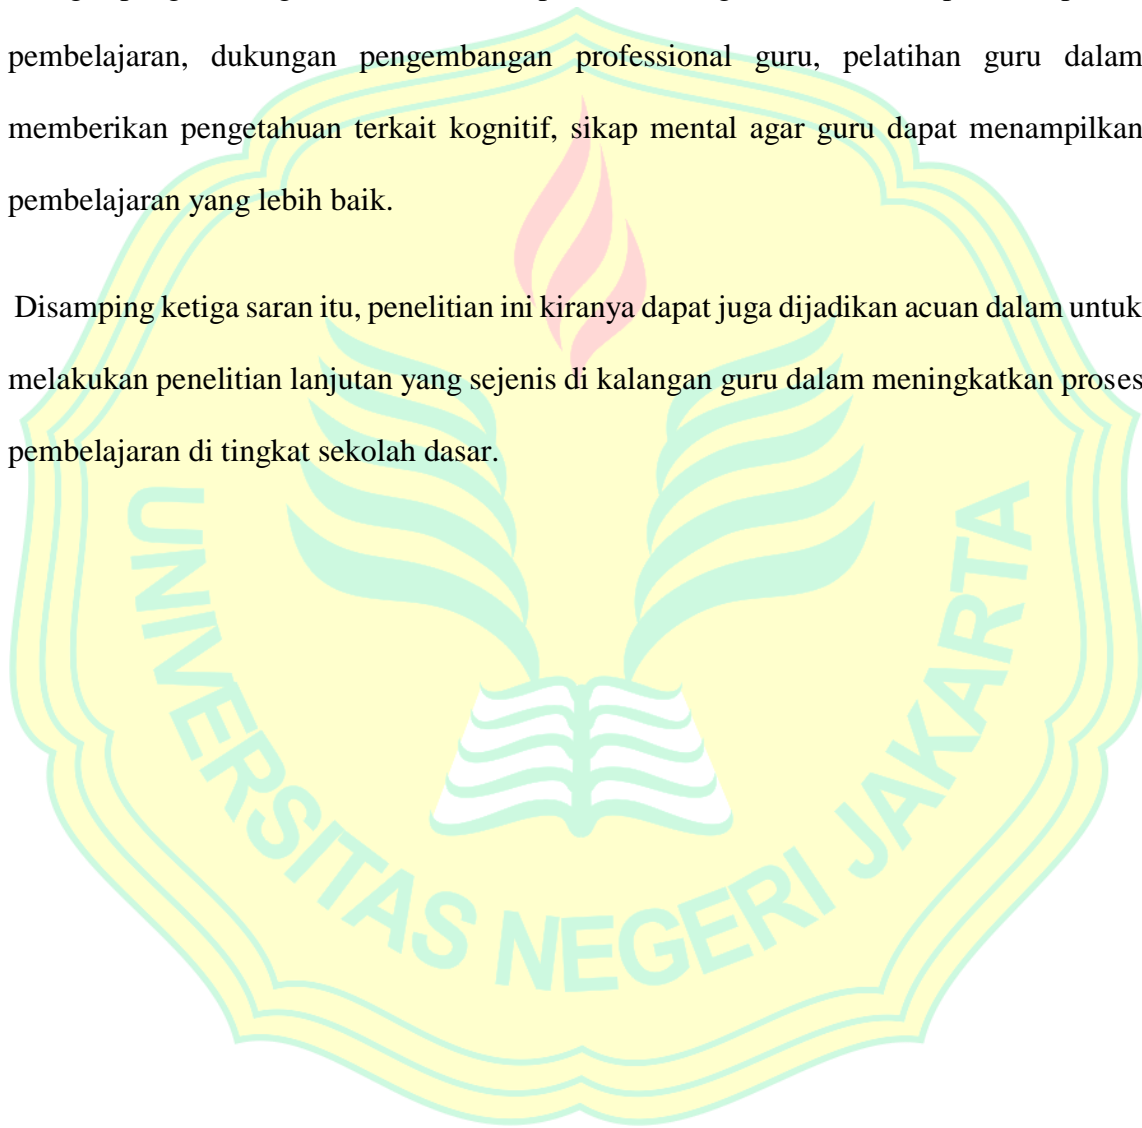 pembelajaran, dukungan pengembangan professional guru, pelatihan guru dalam
memberikan pengetahuan terkait kognitif, sikap mental agar guru dapat menampilkan
pembelajaran yang lebih baik.
Disamping ketiga saran itu, penelitian ini kiranya dapat juga dijadikan acuan dalam untuk
melakukan penelitian lanjutan yang sejenis di kalangan guru dalam meningkatkan proses
pembelajaran di tingkat sekolah dasar.
UNIVERSITAS NEGERI JAKARTA